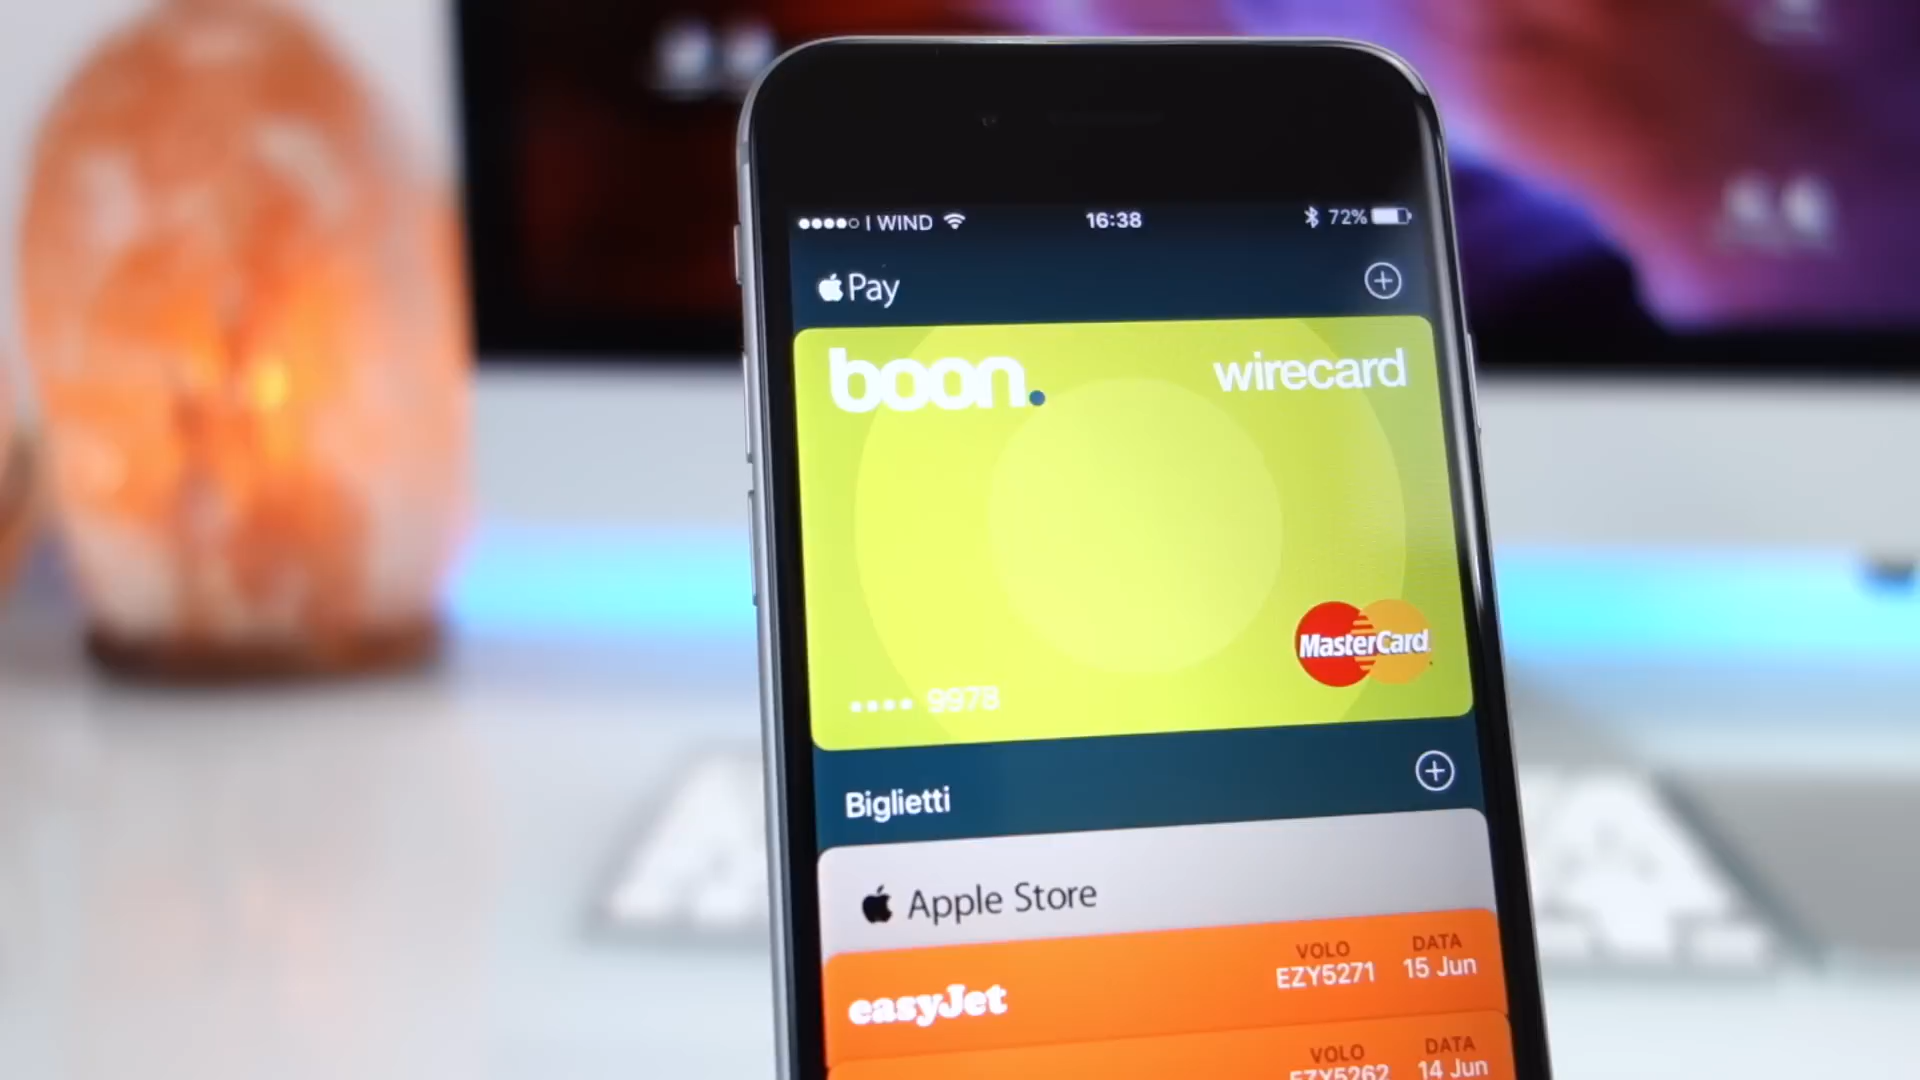 WIND 16:38 72%
Pay
boon. wirecard
MasterCard
•••• 9978
Biglietti
Apple Store
VOLO DATA
easyJet EZY5271 15 Jun
VOLO DATA
EZY5262 14 Jun